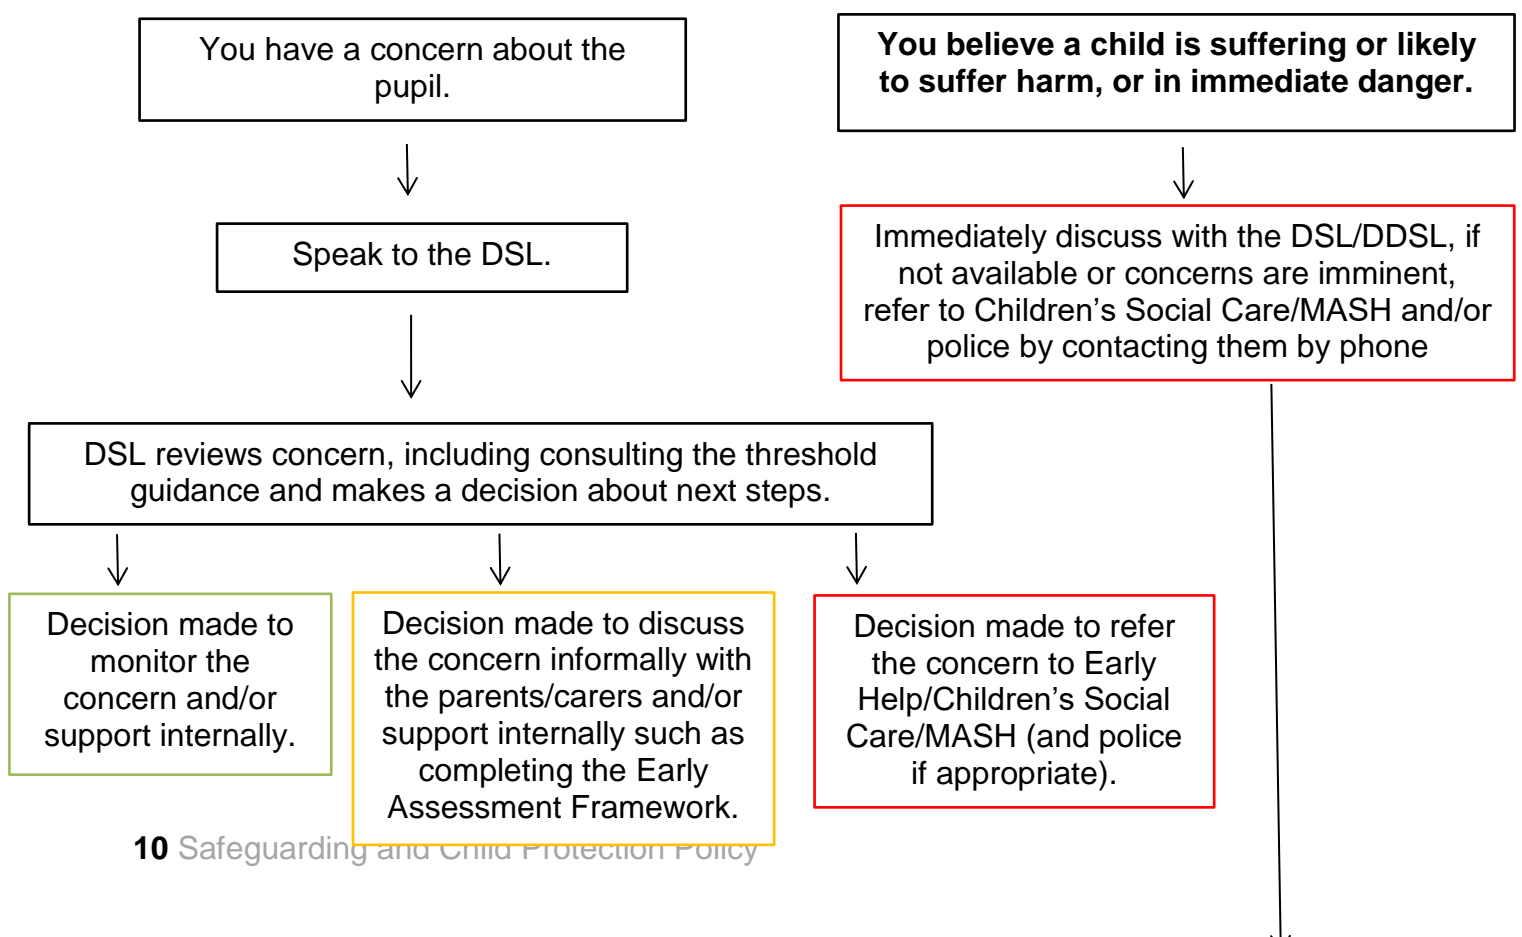 You have a concern about the
pupil.
You believe a child is suffering or likely
to suffer harm, or in immediate danger.
Speak to the DSL.
Immediately discuss with the DSL/DDSL, if
not available or concerns are imminent,
refer to Children’s Social Care/MASH and/or
police by contacting them by phone
DSL reviews concern, including consulting the threshold
guidance and makes a decision about next steps.
Decision made to
monitor the
concern and/or
support internally.
Decision made to discuss
the concern informally with
the parents/carers and/or
support internally such as
completing the Early
Assessment Framework.
Decision made to refer
the concern to Early
Help/Children’s Social
Care/MASH (and police
if appropriate).
10 Safeguarding and Child Protection Policy